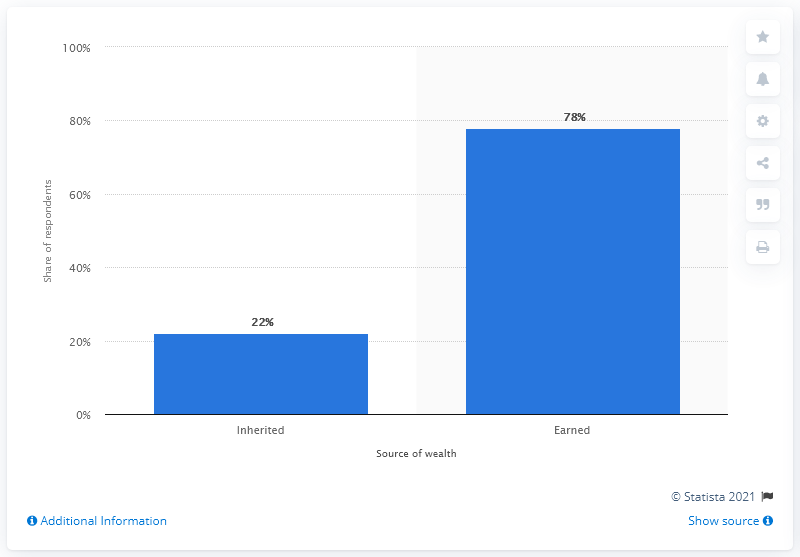 100%
80%
60%
40%
20%
0%
Share of respondents
22%
78%
Inherited
Earned
Source of wealth
© Statista 2021
Additional Information
Show source